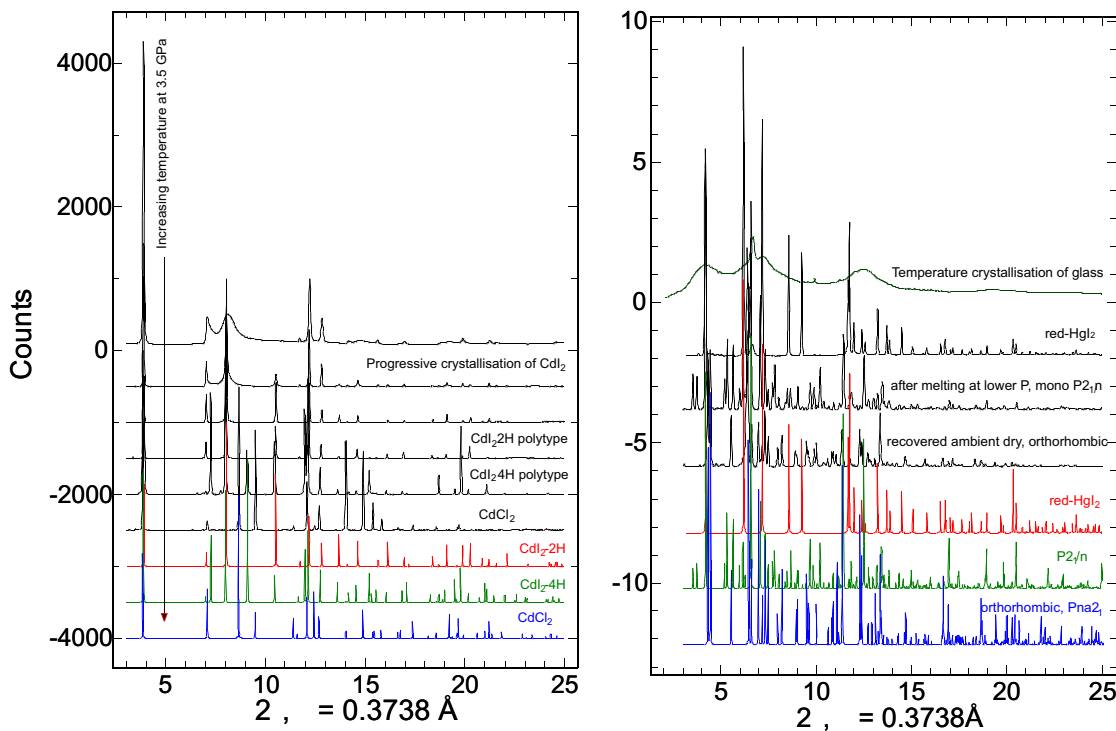 4000
2000
0
-2000
-4000
Counts
Increasing temperature at 3.5 GPa
Progressive crystallisation of CdI₂
CdI₂2H polytype
CdI₂4H polytype
CdCl₂
CdI₂-2H
CdI₂-4H
CdCl₂
5 10 15 20 25
2 , = 0.3738 Å
10
5
0
-5
-10
Temperature crystallisation of glass
red-HgI₂
after melting at lower P, mono P2₁/n
recovered ambient dry, orthorhombic
red-HgI₂
P2₁/n
orthorhombic, Pna2₁
5 10 15 20 25
2 , = 0.3738Å